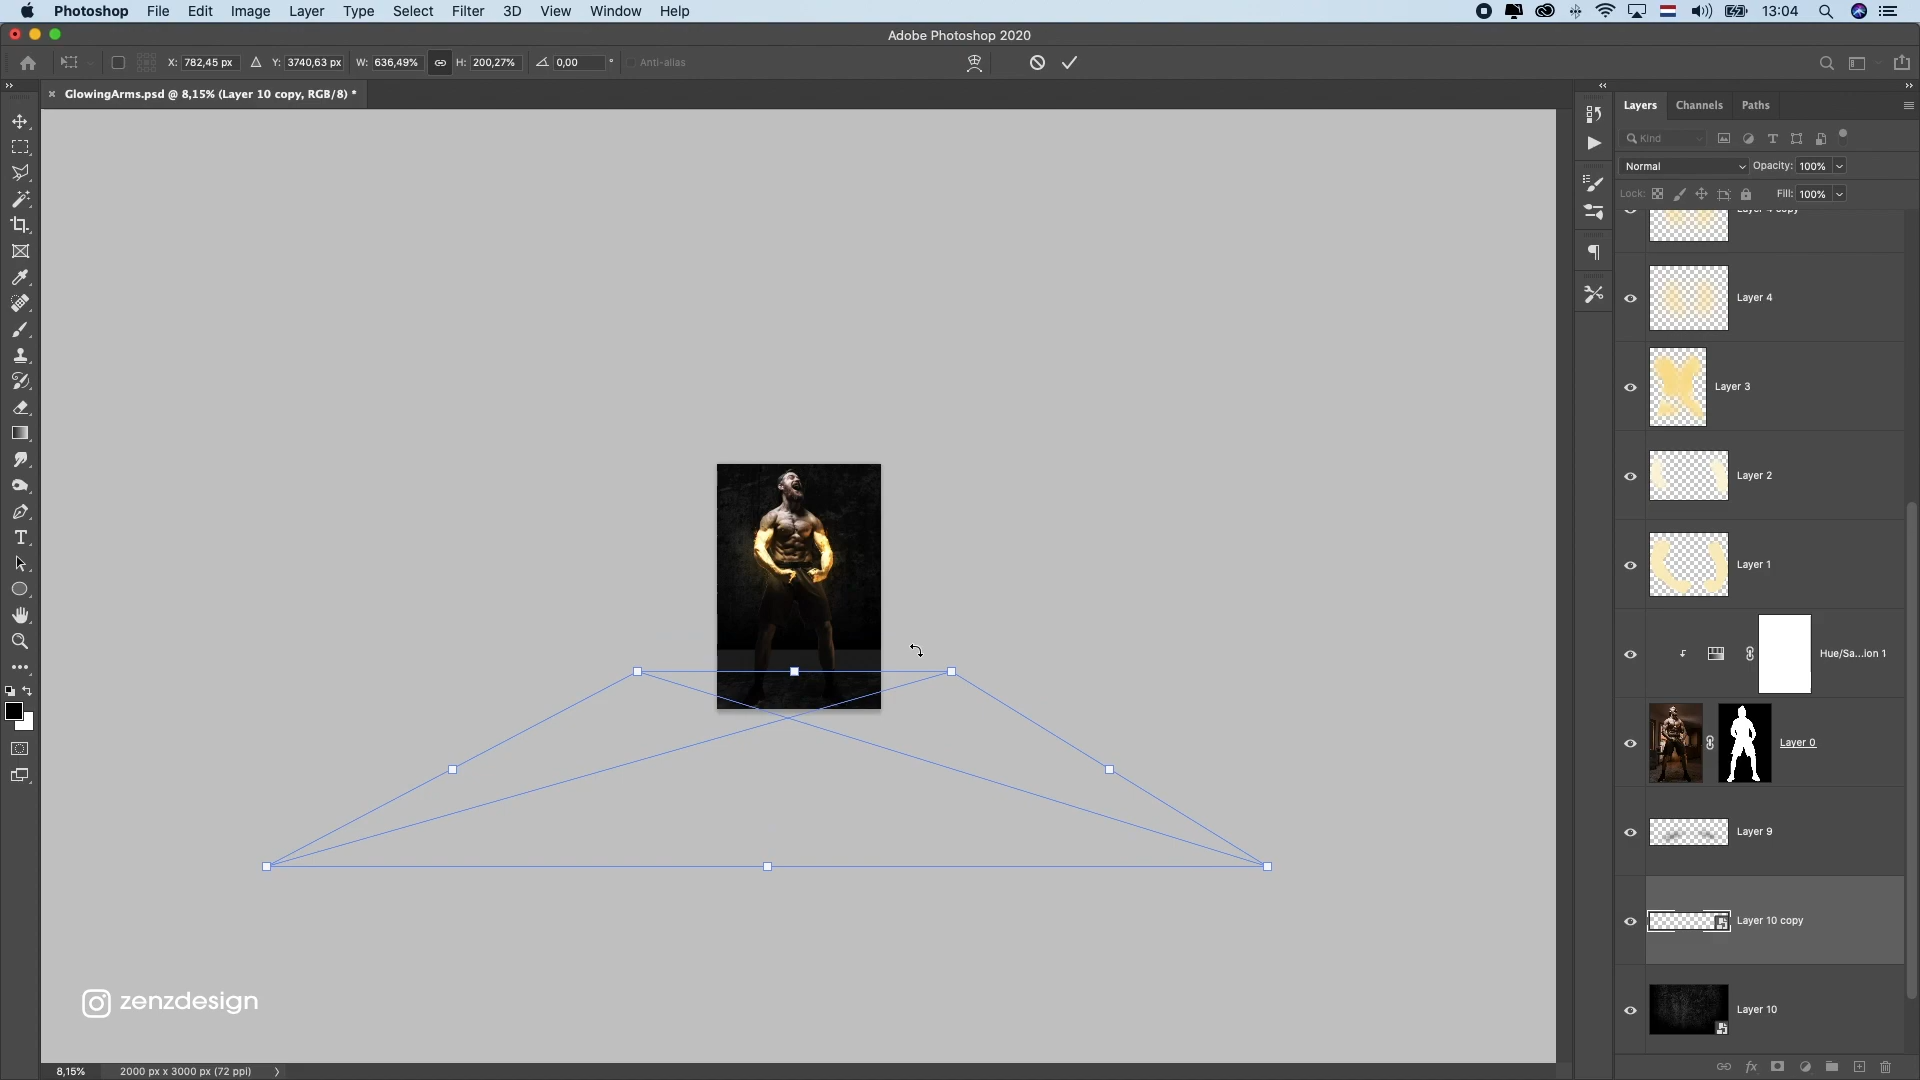 Photoshop File Edit Image Layer Type Select Filter 3D View Window Help 13:04
Adobe Photoshop 2020
X: 782,45 px Y: 3740,63 px W: 636,49% H: 200,27% 0,00 ° Anti-alias
GlowingArms.psd @ 8,15% (Layer 10 copy, RGB/8) *
Layers Channels Paths
Kind
Normal Opacity: 100%
Lock: Fill: 100%
Layer 4 copy
Layer 4
Layer 3
Layer 2
Layer 1
Hue/Sa...ion 1
Layer 0
Layer 9
Layer 10 copy
Layer 10
zenzdesign
8,15% 2000 px x 3000 px (72 ppi)